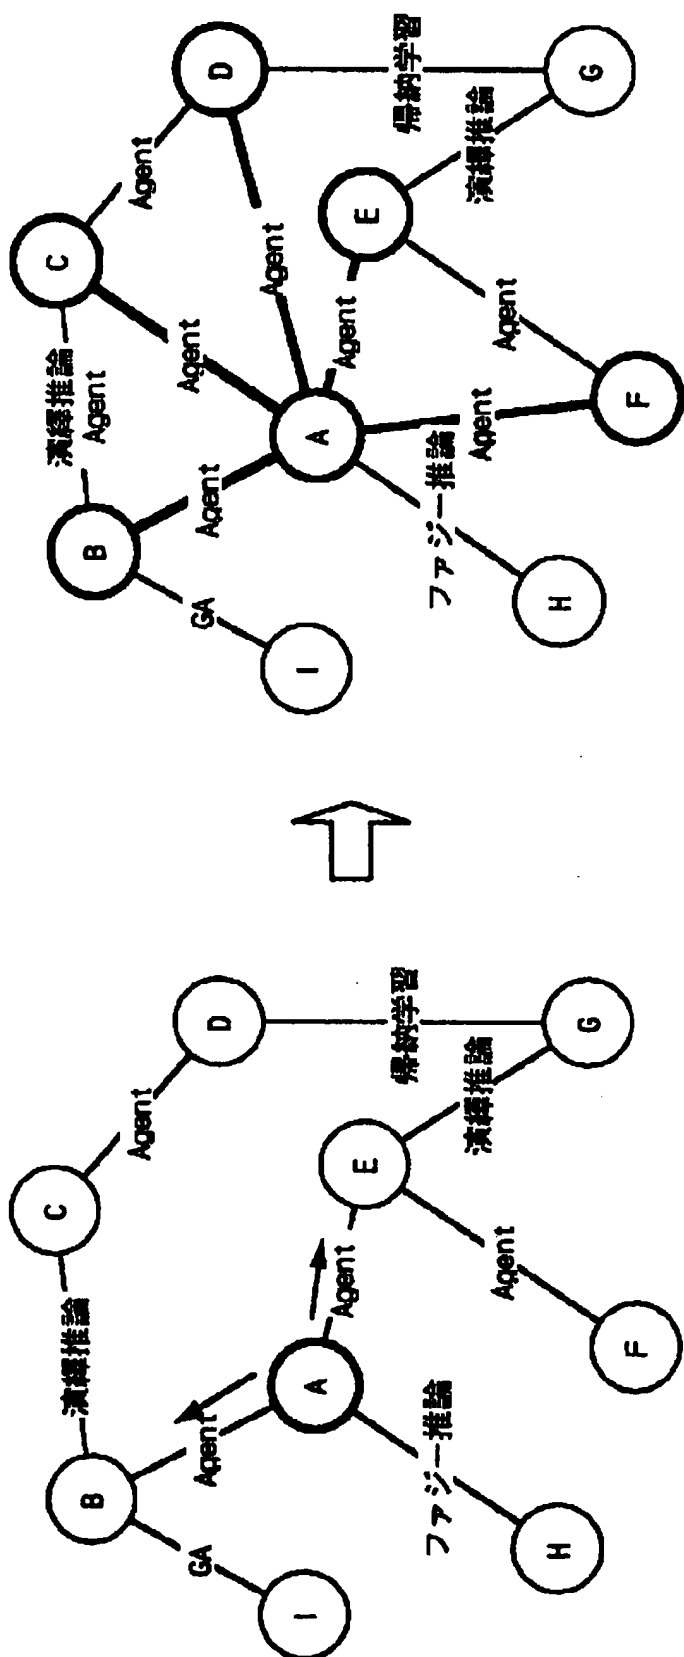 C
演繹推論
B
Agent
GA
Agent
D
I
A
Agent
E
帰納学習
ファジー推論
演繹推論
Agent
H
G
F
C
演繹推論
Agent
B
Agent
Agent
GA
Agent
D
Agent
I
A
Agent
E
帰納学習
ファジー推論
Agent
演繹推論
Agent
H
G
F